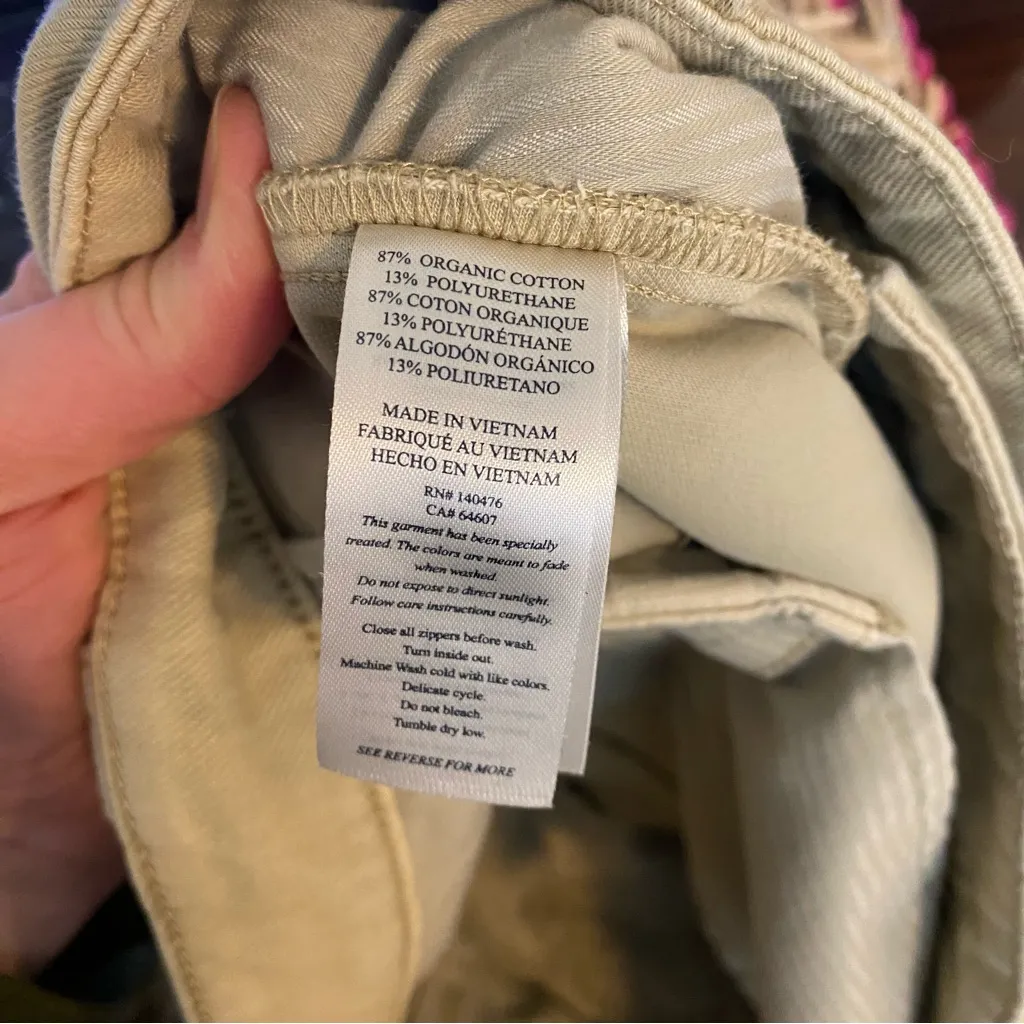 87% ORGANIC COTTON
13% POLYURETHANE
87% COTON ORGANIQUE
13% POLYURÉTHANE
87% ALGODÓN ORGÁNICO
13% POLIURETANO
MADE IN VIETNAM
FABRIQUÉ AU VIETNAM
HECHO EN VIETNAM
RN# 140476
CA# 64607
This garment has been specially
treated. The colors are meant to fade
when washed.
Do not expose to direct sunlight.
Follow care instructions carefully.
Close all zippers before wash.
Turn inside out.
Machine Wash cold with like colors.
Delicate cycle.
Do not bleach.
Tumble dry low.
SEE REVERSE FOR MORE